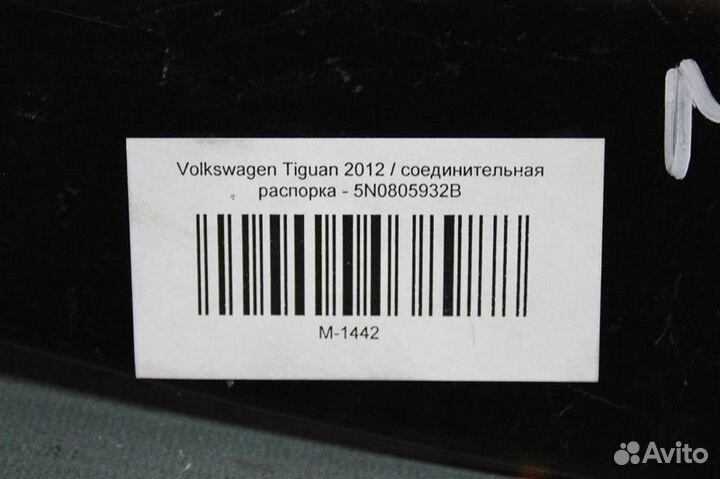 Volkswagen Tiguan 2012 / соединительная
распорка - 5N0805932B
M-1442
Avito